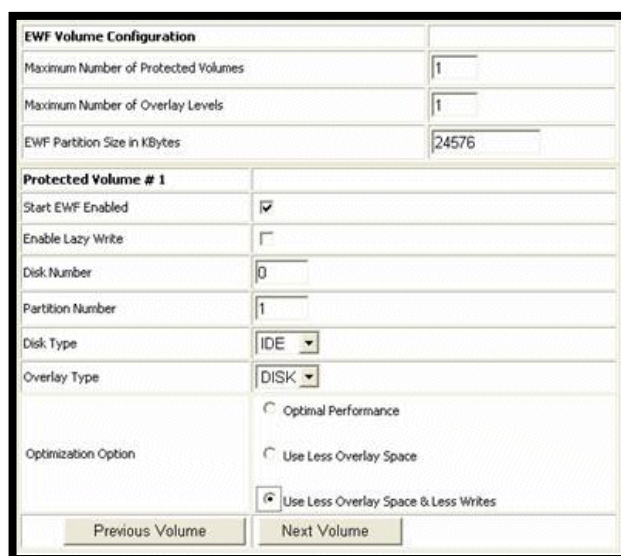 EWF Volume Configuration
Maximum Number of Protected Volumes 1
Maximum Number of Overlay Levels 1
EWF Partition Size in KBytes 24576
Protected Volume # 1
Start EWF Enabled
Enable Lazy Write
Disk Number 0
Partition Number 1
Disk Type IDE
Overlay Type DISK
Optimal Performance
Optimization Option Use Less Overlay Space
Use Less Overlay Space & Less Writes
Previous Volume Next Volume